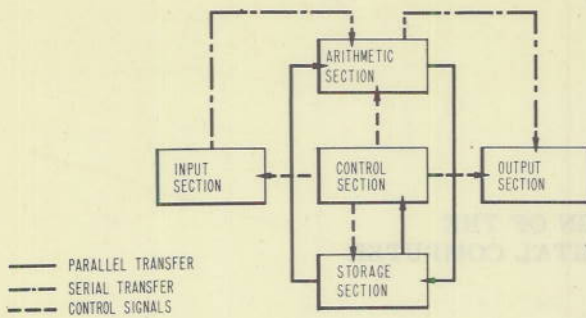 ARITHMETIC
SECTION
INPUT
SECTION
CONTROL
SECTION
OUTPUT
SECTION
STORAGE
SECTION
PARALLEL TRANSFER
SERIAL TRANSFER
CONTROL SIGNALS